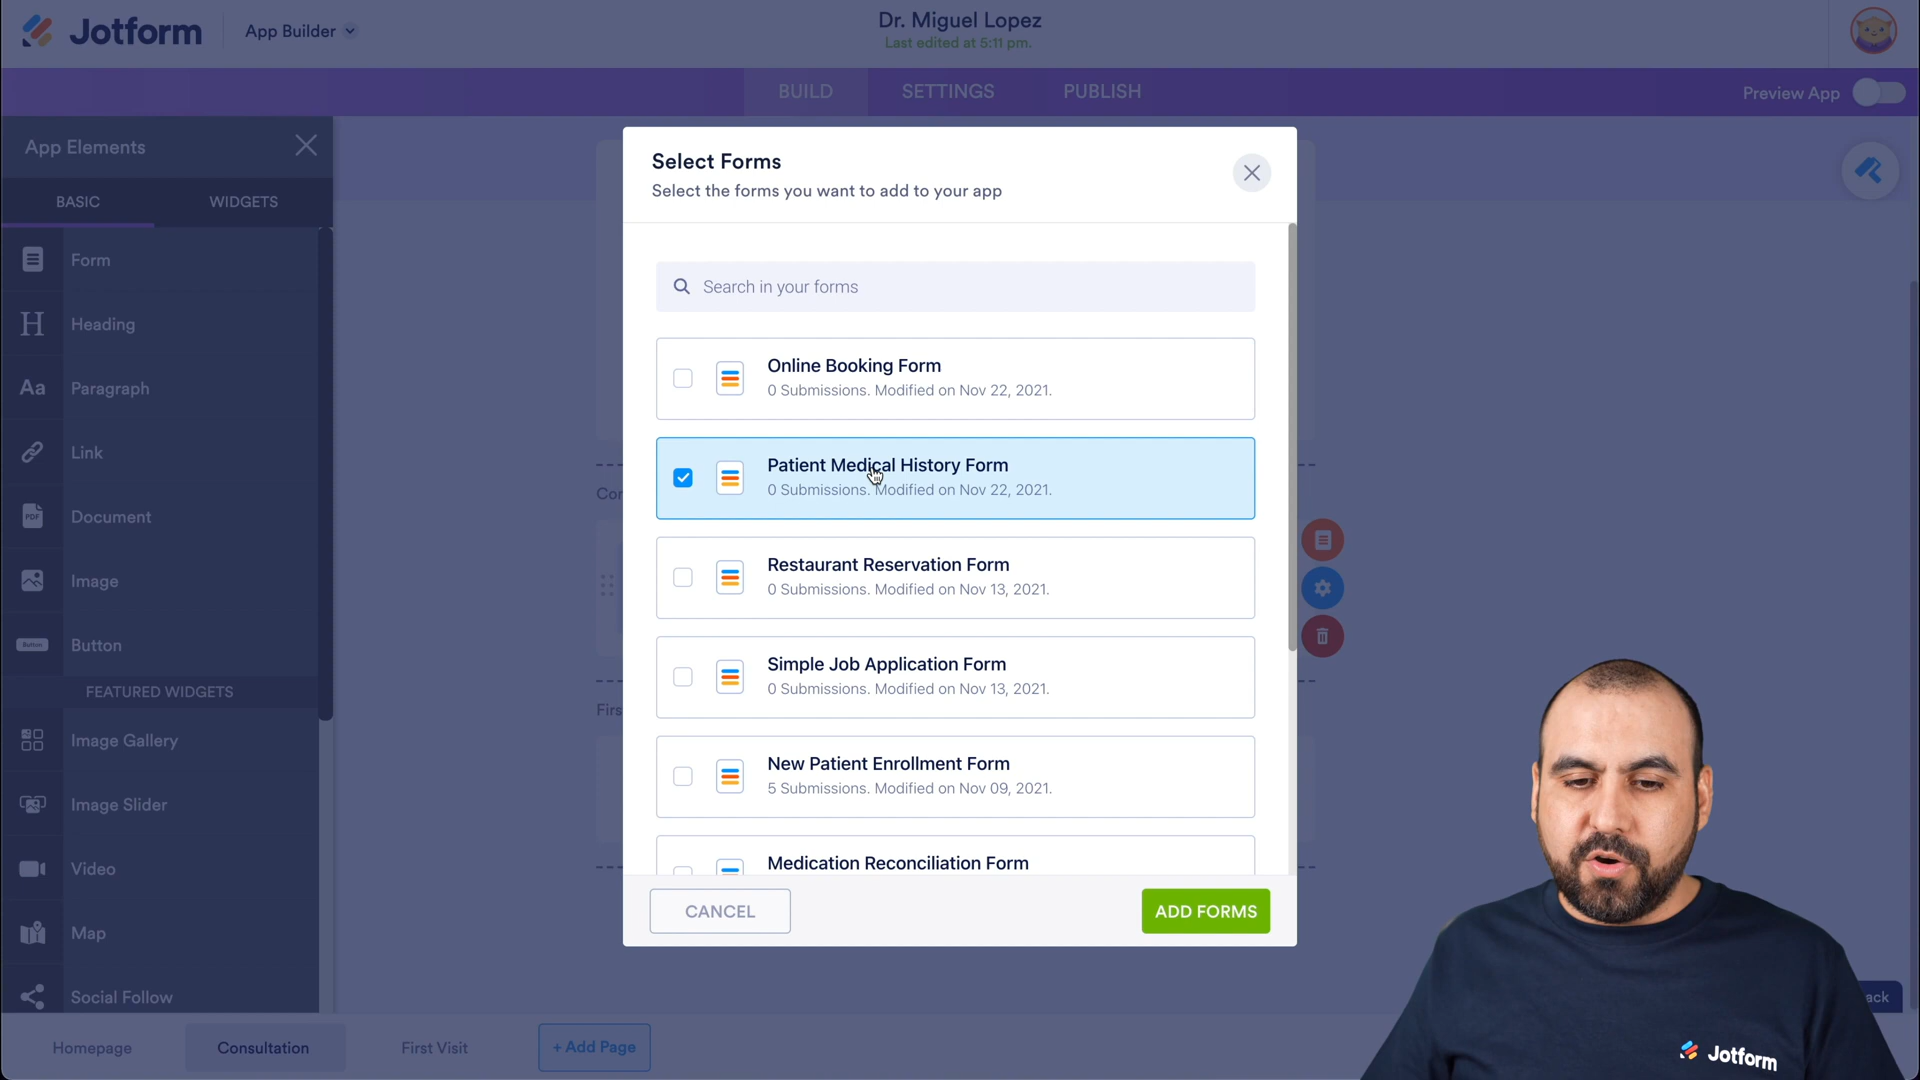 Jotform
App Builder
Dr. Miguel Lopez
Last edited at 5:11 pm.
BUILD
SETTINGS
PUBLISH
Preview App
App Elements
BASIC
WIDGETS
Form
Heading
Aa
Paragraph
Link
PDF
Document
Image
Button
Button
FEATURED WIDGETS
Image Gallery
Image Slider
Video
Map
Social Follow
Select Forms
Select the forms you want to add to your app
Search in your forms
Online Booking Form
0 Submissions. Modified on Nov 22, 2021.
Patient Medical History Form
0 Submissions. Modified on Nov 22, 2021.
Restaurant Reservation Form
0 Submissions. Modified on Nov 13, 2021.
Simple Job Application Form
0 Submissions. Modified on Nov 13, 2021.
New Patient Enrollment Form
5 Submissions. Modified on Nov 09, 2021.
Medication Reconciliation Form
CANCEL
ADD FORMS
Homepage
Consultation
First Visit
+ Add Page
Jotform